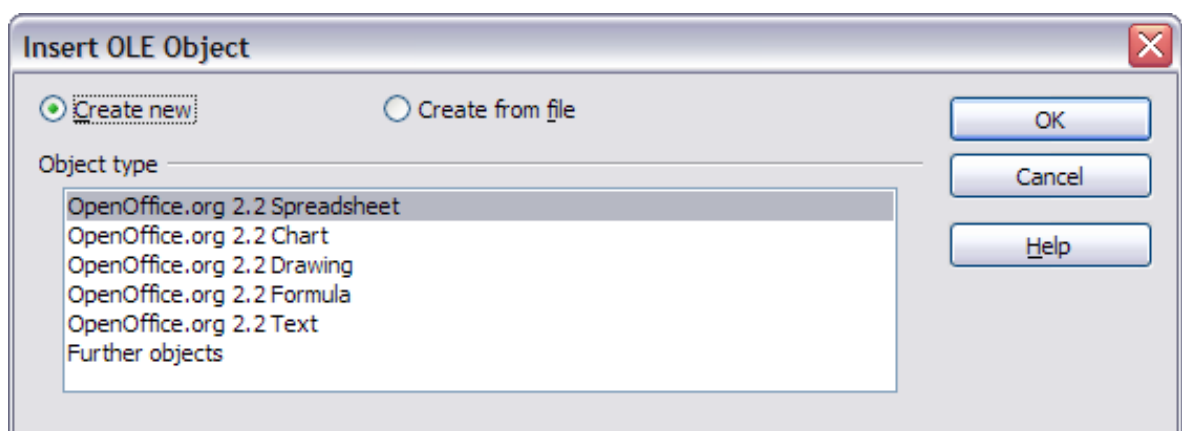 Insert OLE Object
Create new
Create from file
OK
Object type
Cancel
OpenOffice.org 2.2 Spreadsheet
OpenOffice.org 2.2 Chart
OpenOffice.org 2.2 Drawing
OpenOffice.org 2.2 Formula
OpenOffice.org 2.2 Text
Further objects
Help